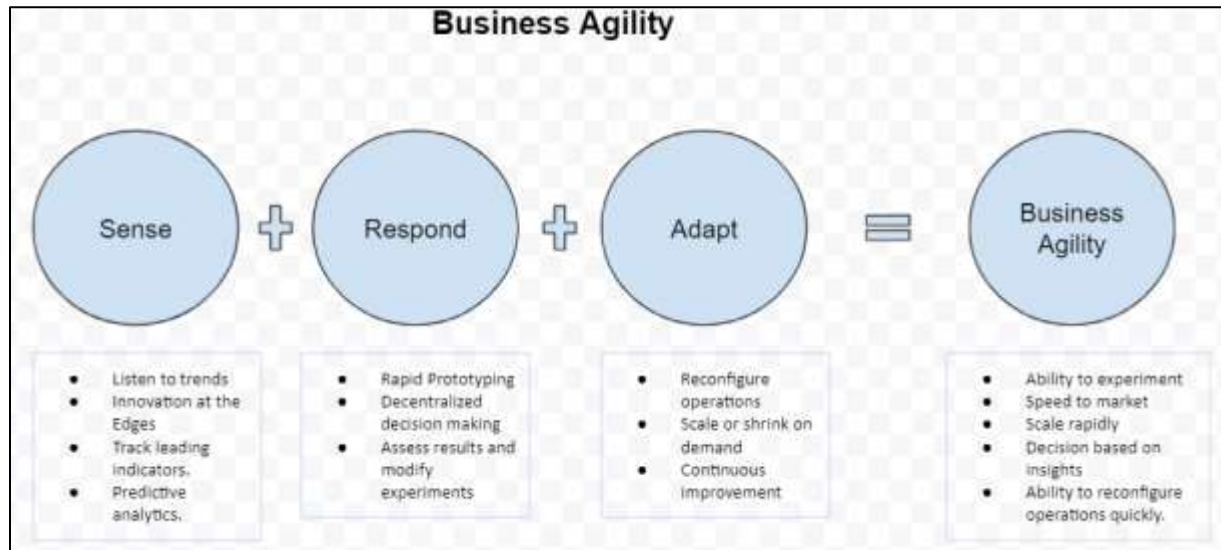 Business Agility
Sense
Respond
Adapt
Business
Agility
● Listen to trends
● Innovation at the
Edges
● Track leading
indicators.
● Predictive
analytics.
● Rapid Prototyping
● Decentralized
decision making
● Assess results and
modify
experiments
● Reconfigure
operations
● Scale or shrink on
demand
● Continuous
improvement
● Ability to experiment
● Speed to market
● Scale rapidly
● Decision based on
insights
● Ability to reconfigure
operations quickly.